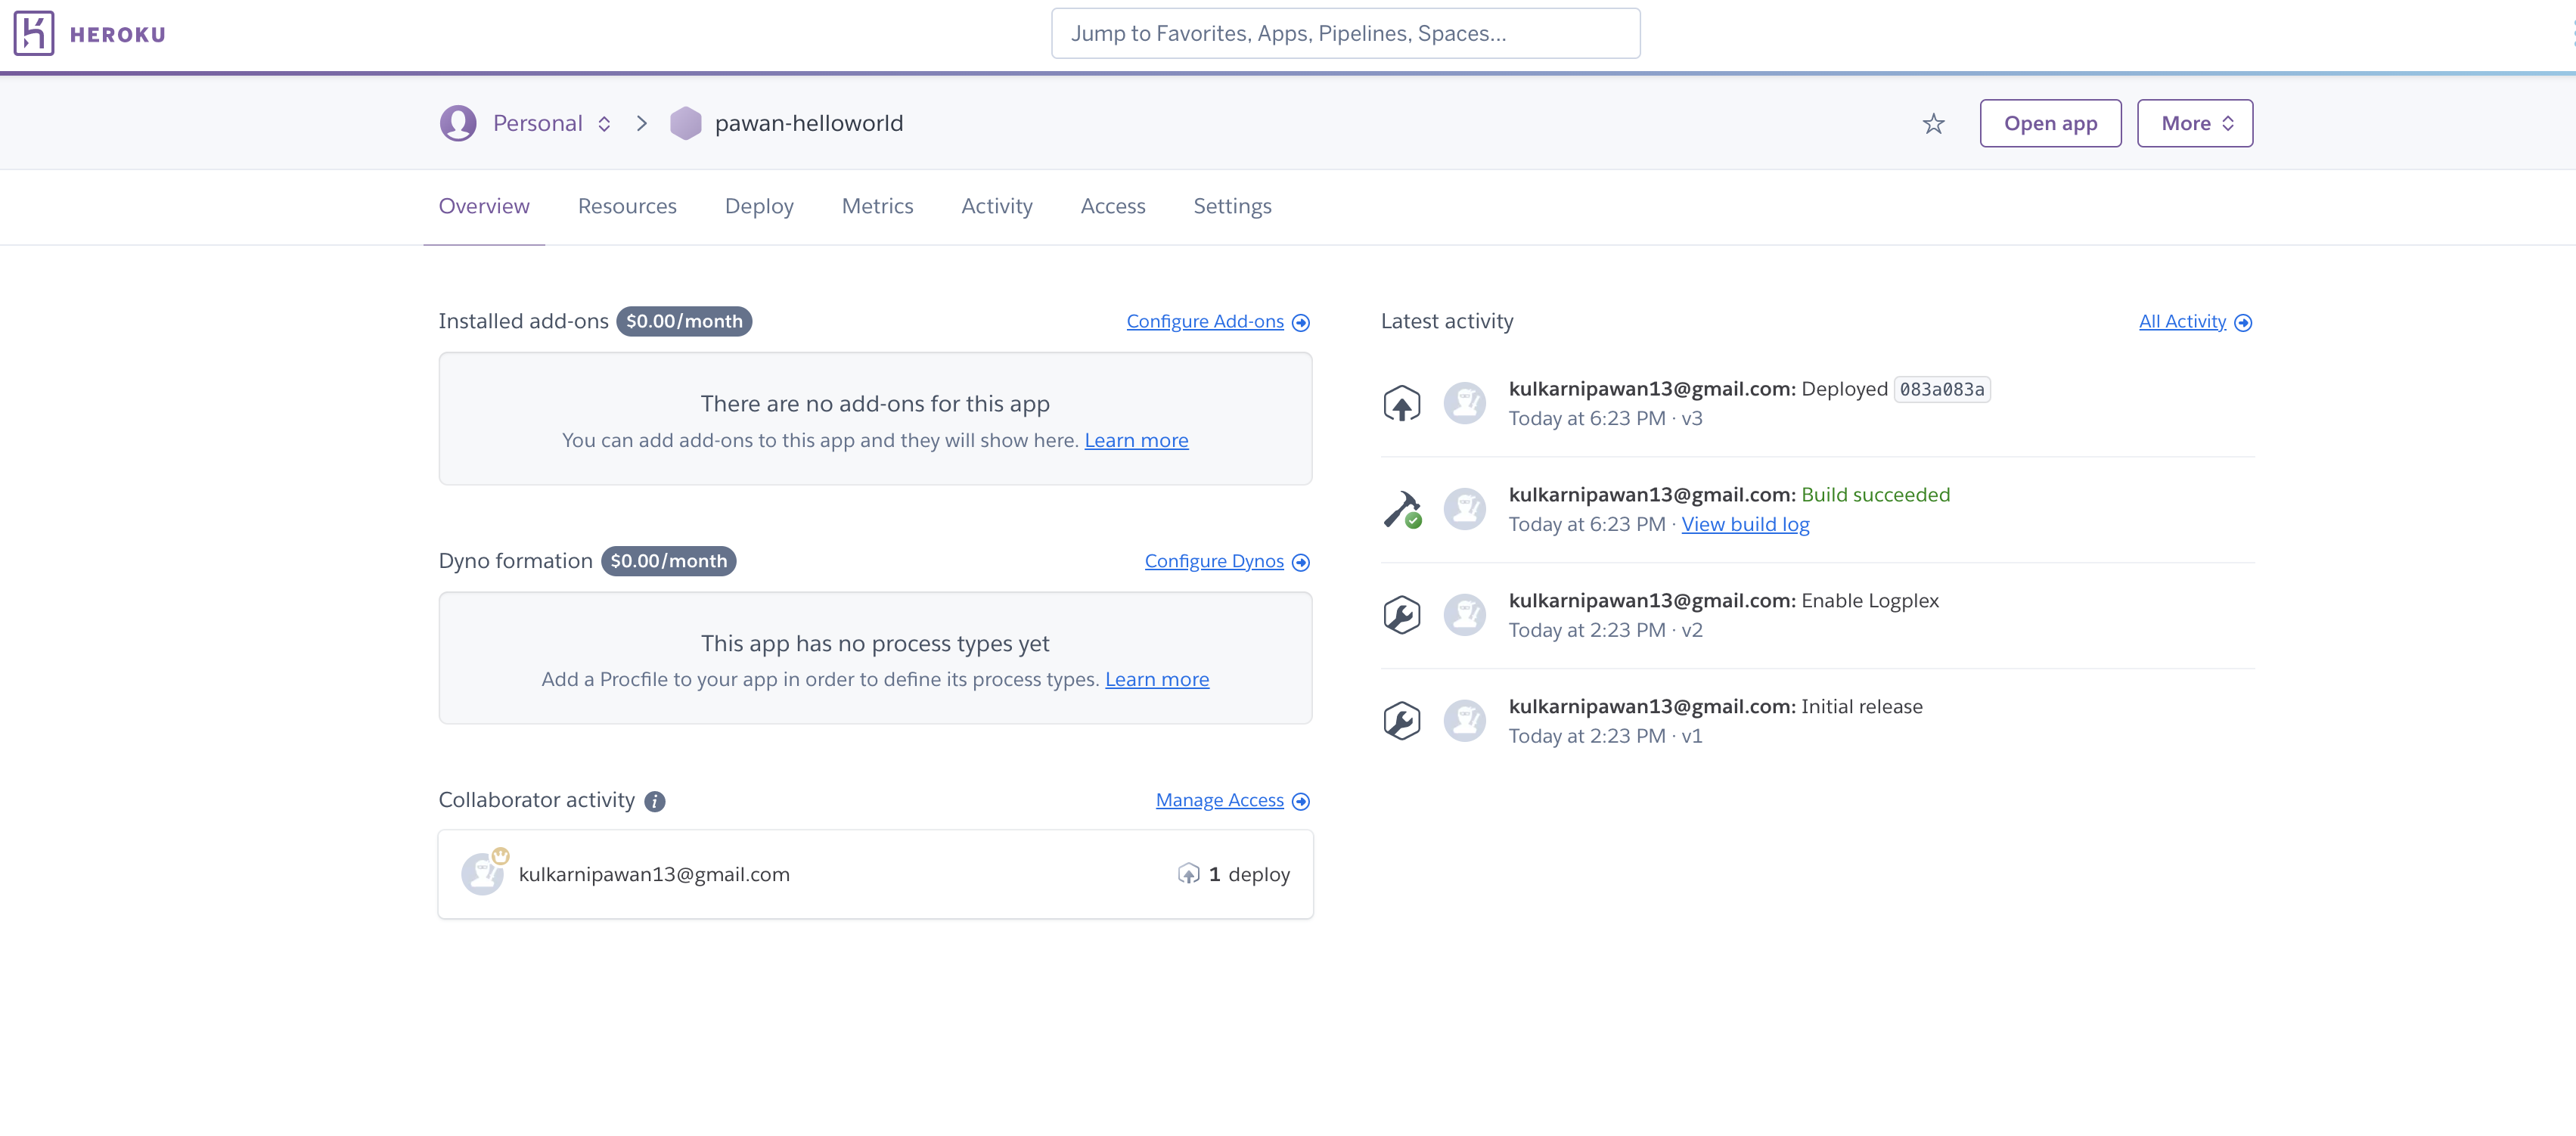 HEROKU
Jump to Favorites, Apps, Pipelines, Spaces...
Personal
pawan-helloworld
Open app
More
Overview Resources Deploy Metrics Activity Access Settings
Installed add-ons $0.00/month Configure Add-ons
There are no add-ons for this app
You can add add-ons to this app and they will show here. Learn more
Dyno formation $0.00/month Configure Dynos
This app has no process types yet
Add a Procfile to your app in order to define its process types. Learn more
Collaborator activity i Manage Access
kulkarnipawan13@gmail.com 1 deploy
Latest activity All Activity
kulkarnipawan13@gmail.com: Deployed 083a083a
Today at 6:23 PM · v3
kulkarnipawan13@gmail.com: Build succeeded
Today at 6:23 PM · View build log
kulkarnipawan13@gmail.com: Enable Logplex
Today at 2:23 PM · v2
kulkarnipawan13@gmail.com: Initial release
Today at 2:23 PM · v1